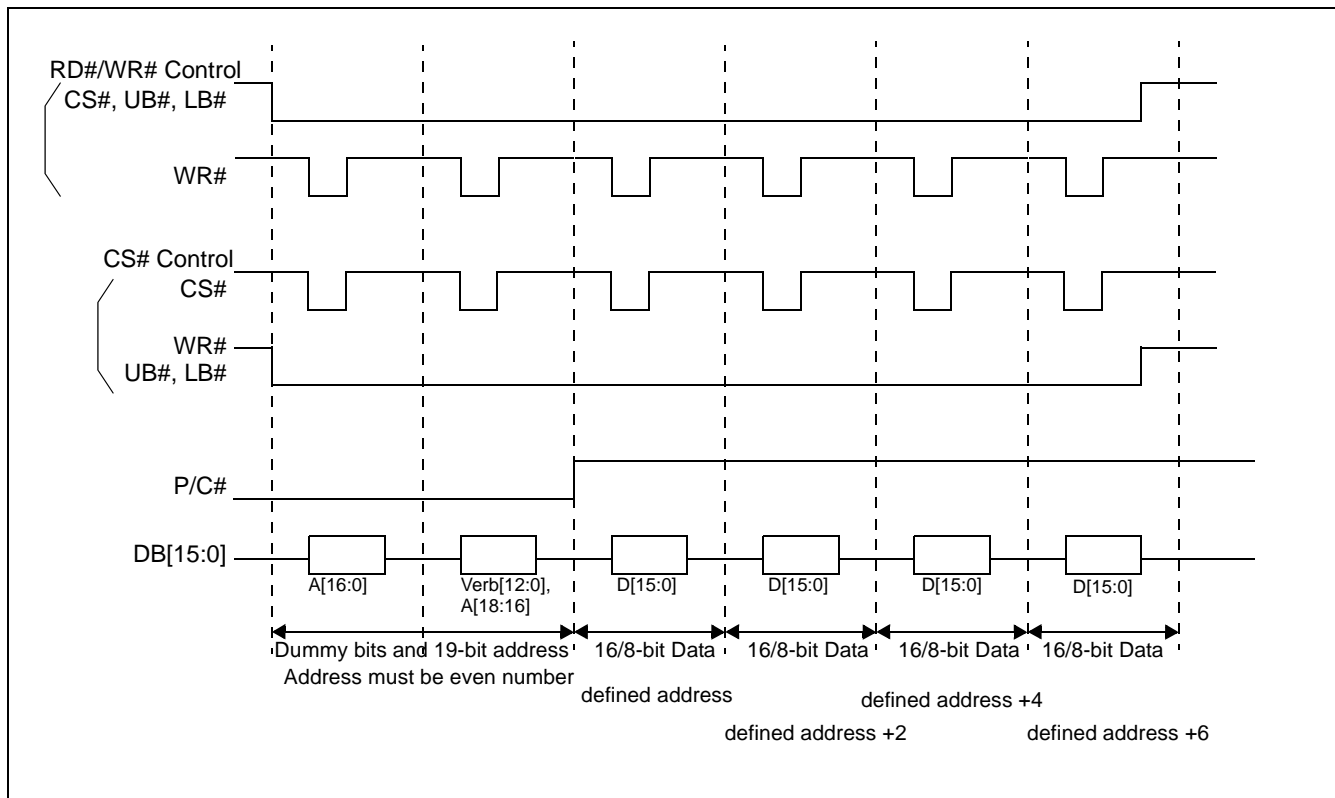 RD#/WR# Control
CS#, UB#, LB#
WR#
CS# Control
CS#
WR#
UB#, LB#
P/C#
DB[15:0]
A[16:0]
Verb[12:0],
A[18:16]
D[15:0]
D[15:0]
D[15:0]
D[15:0]
Dummy bits and 19-bit address
Address must be even number
16/8-bit Data
16/8-bit Data
16/8-bit Data
16/8-bit Data
defined address
defined address +2
defined address +4
defined address +6